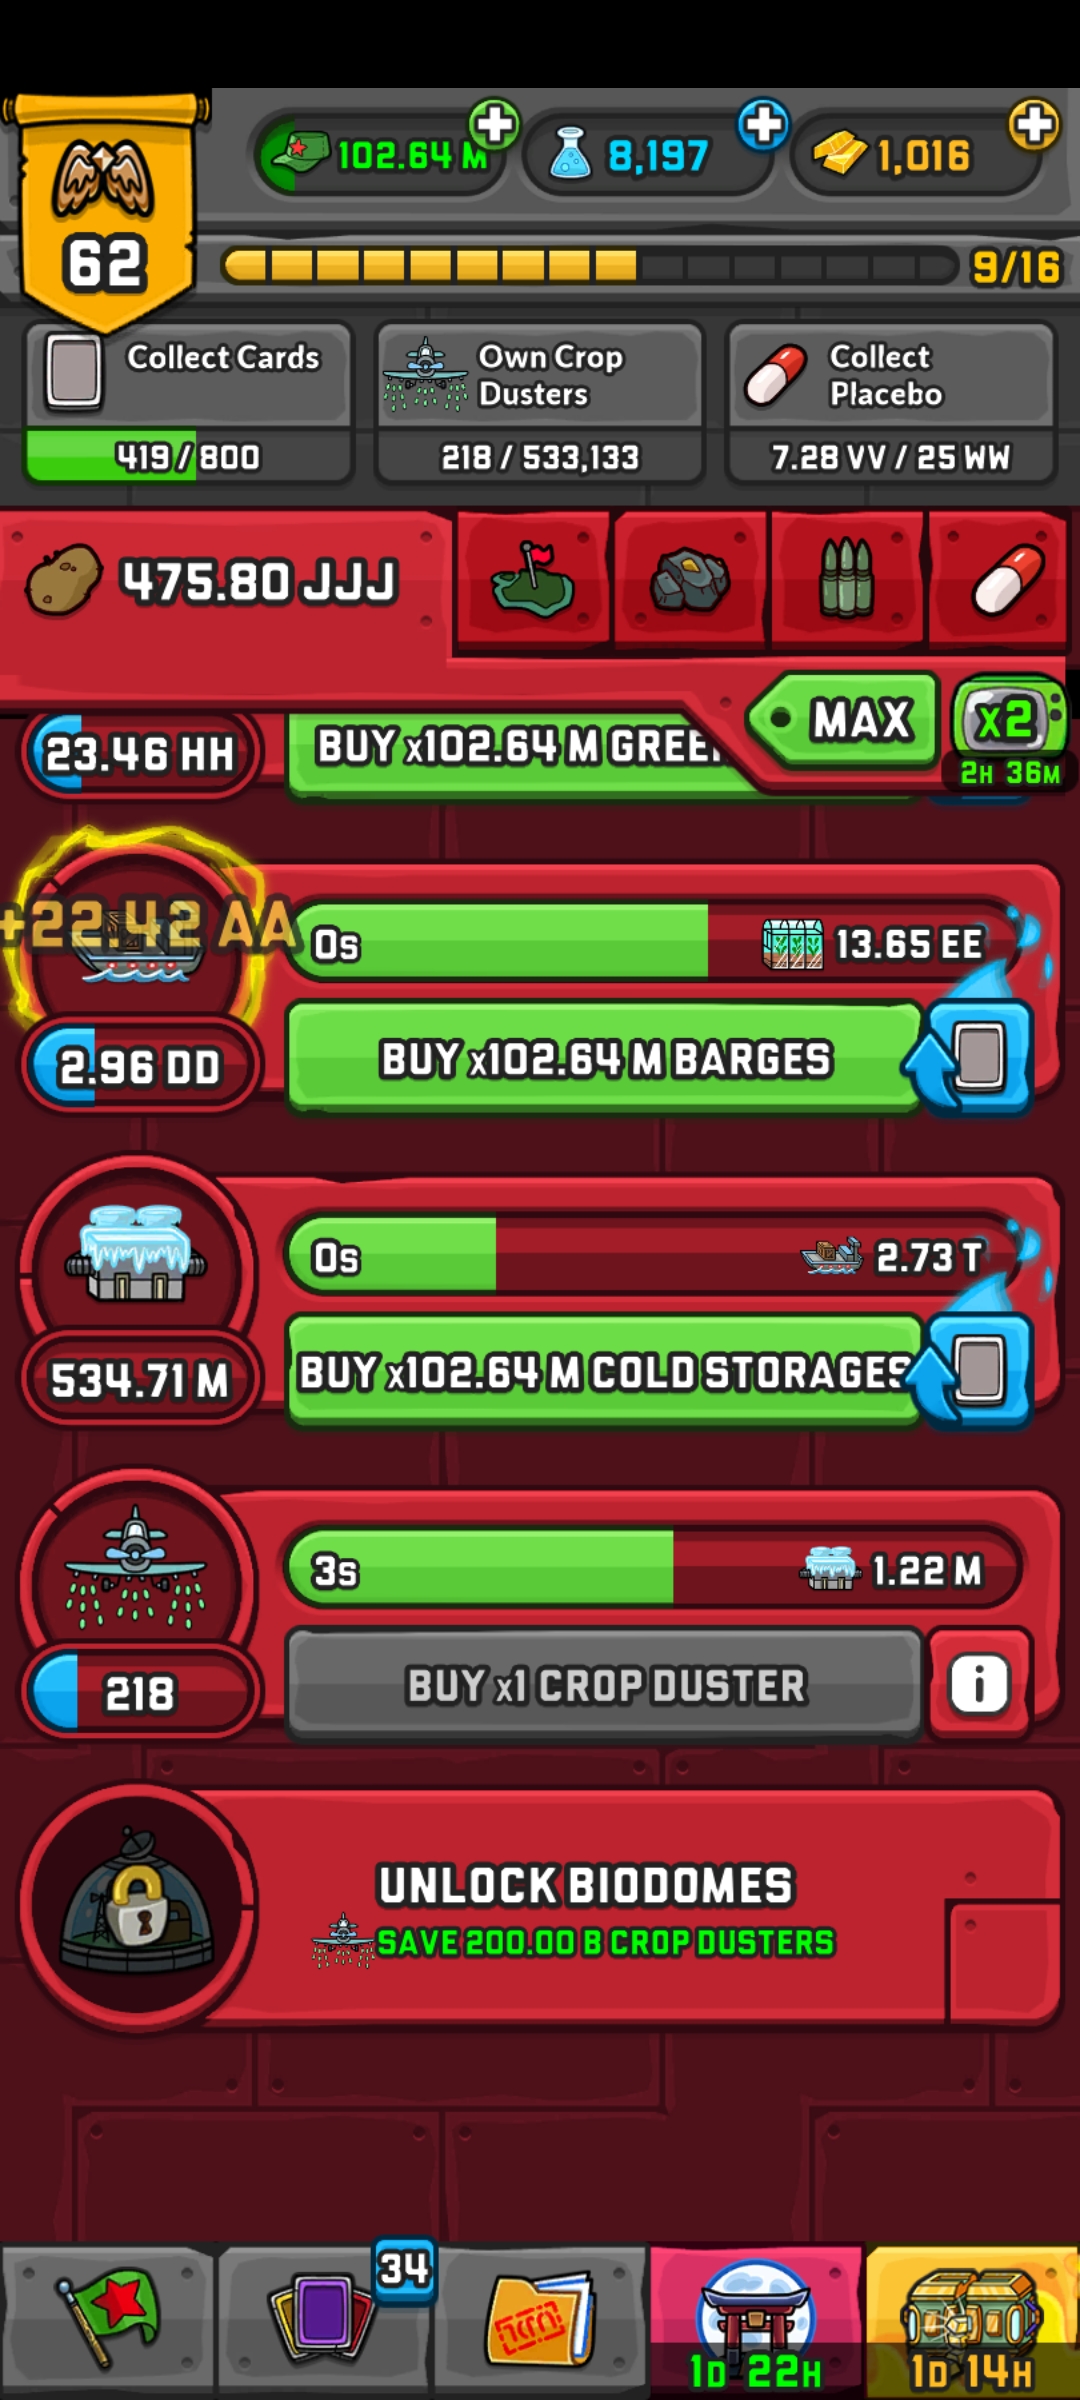 102.64 M
8,197
1,016
62
9/16
Collect Cards
419 / 800
Own Crop
Dusters
218 / 533,133
Collect
Placebo
7.28 VV / 25 WW
475.80 JJJ
MAX
x2
2H 36M
23.46 HH
BUY x102.64 M
+22.42 AA
0s
13.65 EE
2.96 DD
BUY x102.64 M BARGES
0s
2.73 T
534.71 M
BUY x102.64 M COLD STORAGES
3s
1.22 M
218
BUY x1 CROP DUSTER
i
UNLOCK BIODOMES
SAVE 200.00 B CROP DUSTERS
34
1D 22H
1D 14H